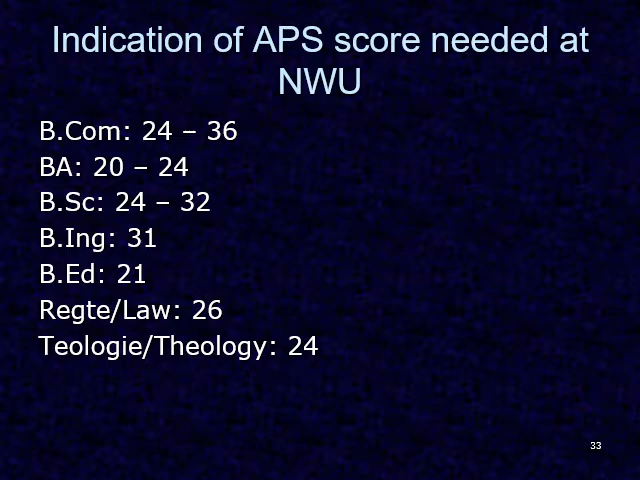 Indication of APS score needed at
NWU
B.Com: 24 – 36
BA: 20 – 24
B.Sc: 24 – 32
B.Ing: 31
B.Ed: 21
Regte/Law: 26
Teologie/Theology: 24
33